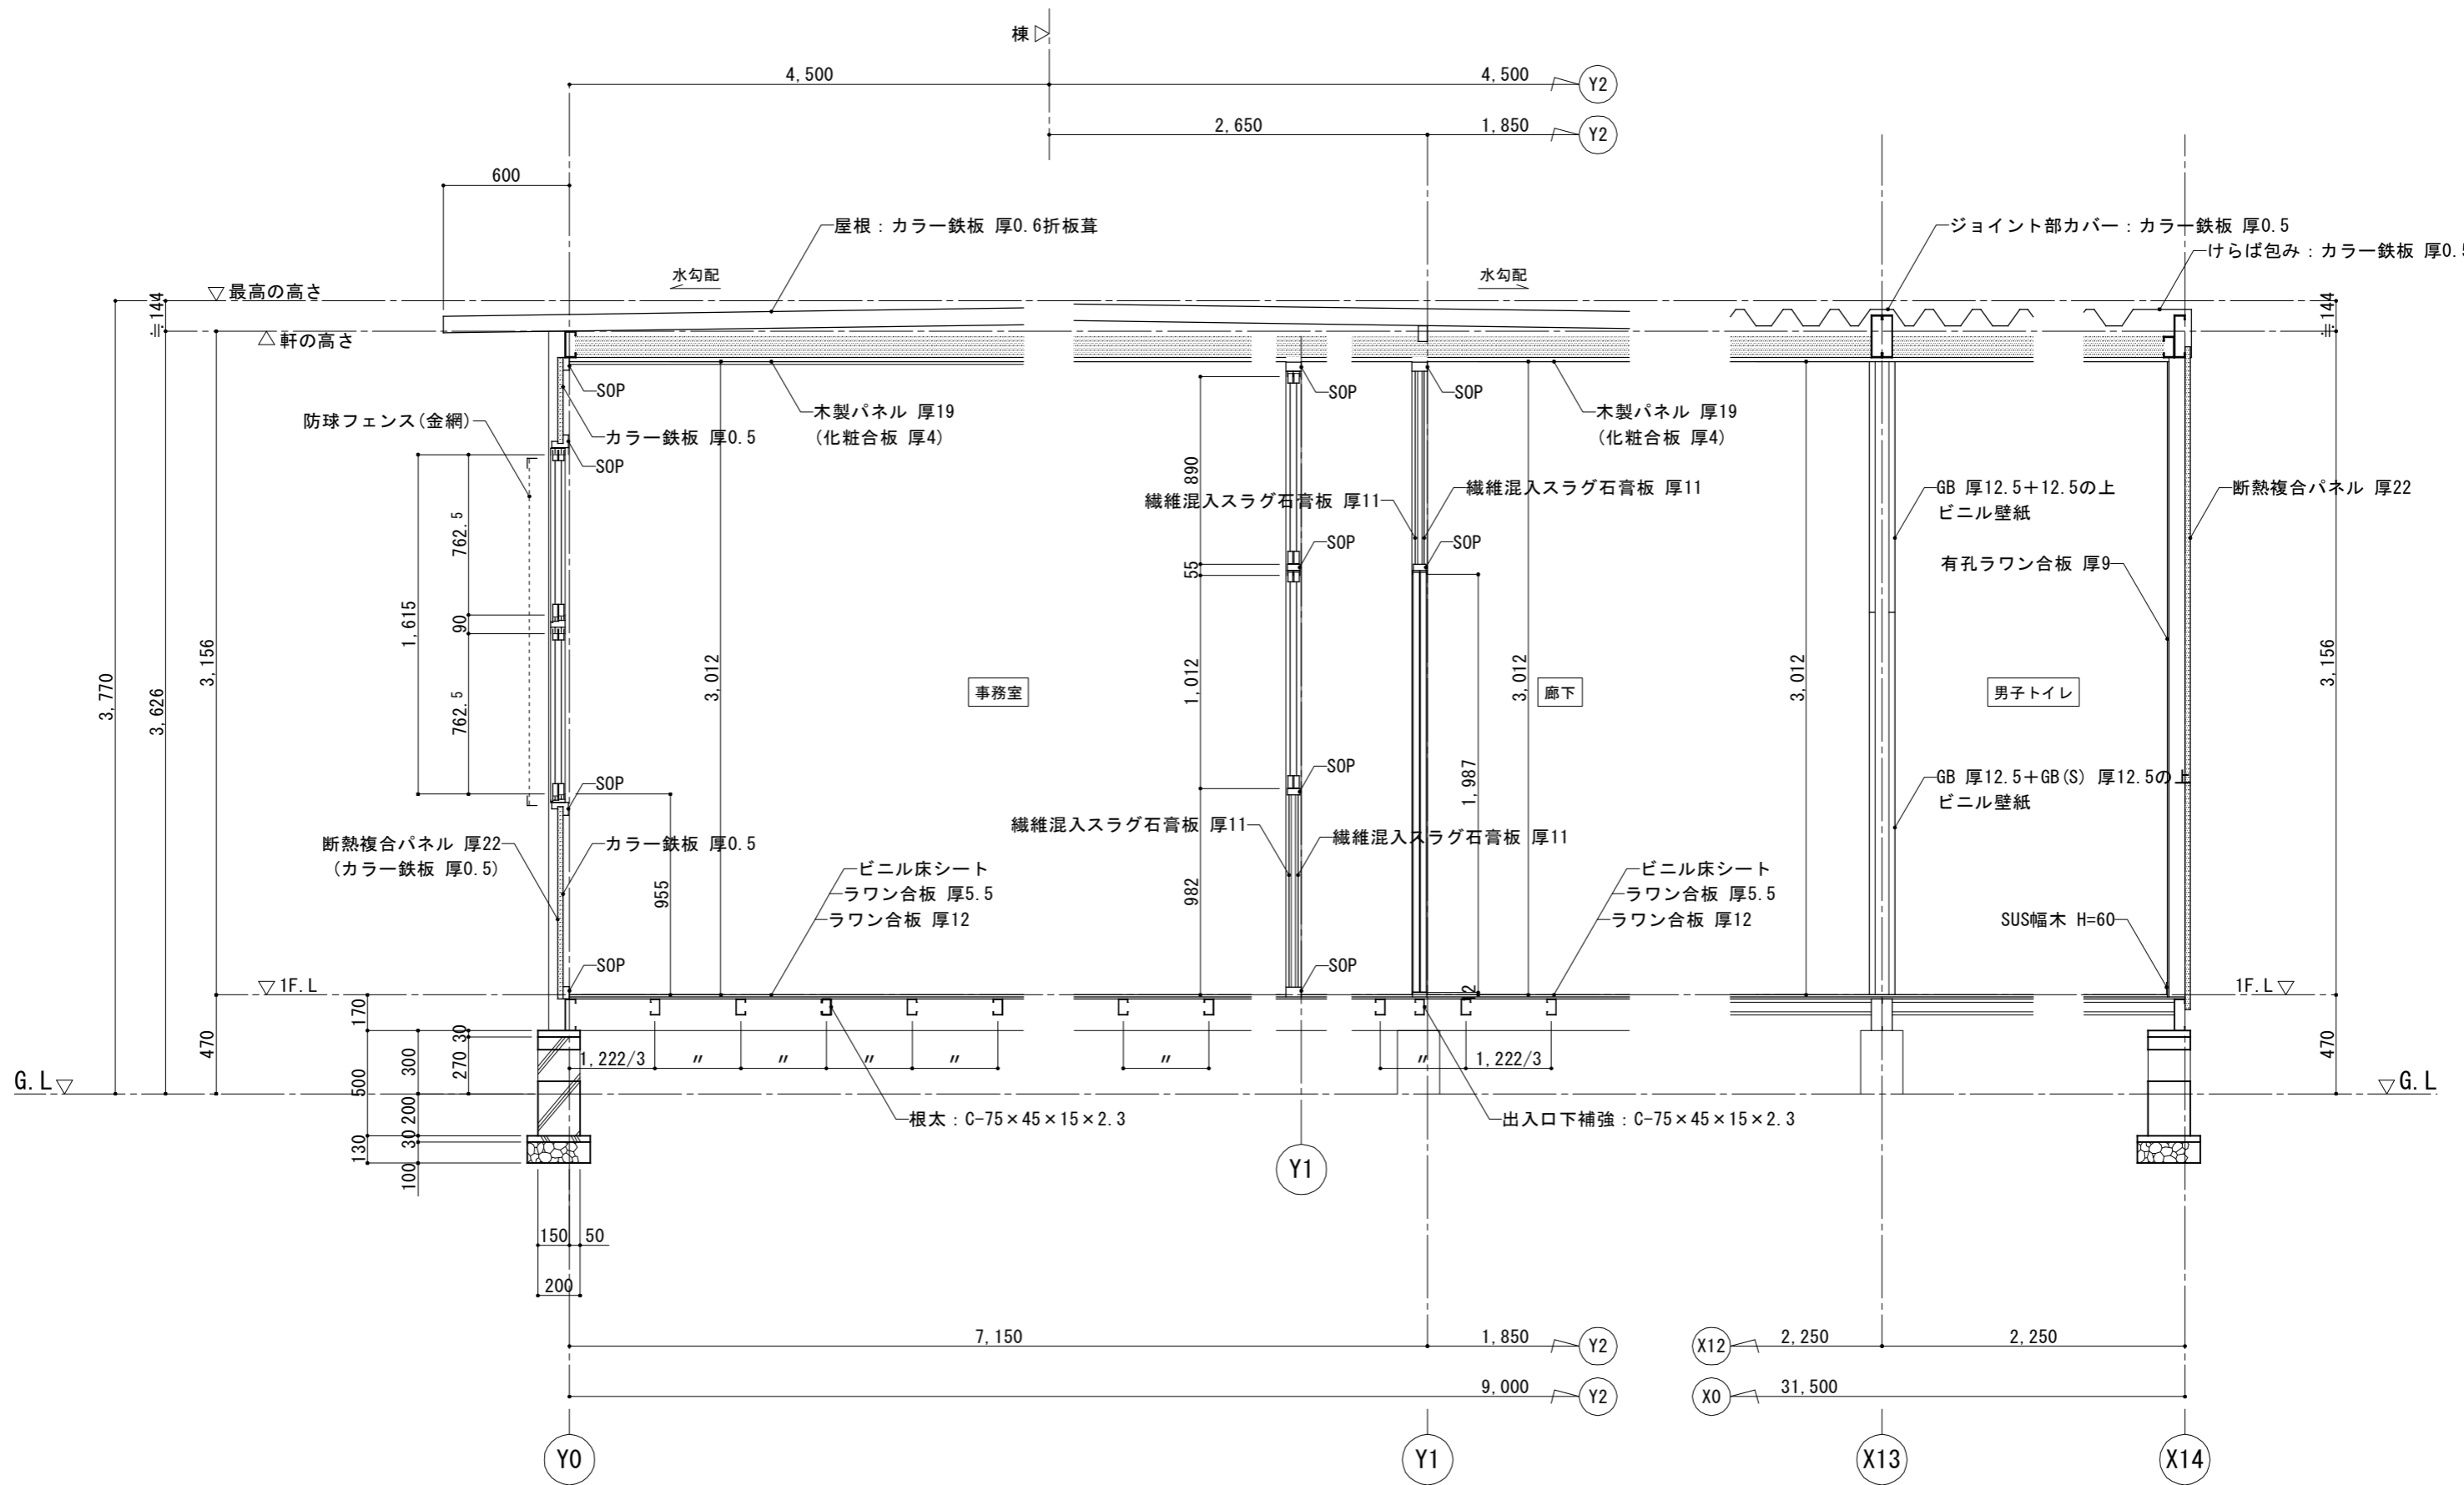 棟
4,500
4,500
Y2
2,650
1,850
Y2
600
屋根：カラー鉄板 厚0.6折板葺
ジョイント部カバー：カラー鉄板 厚0.5
けらば包み：カラー鉄板 厚0.5
水勾配
水勾配
最高の高さ
≒144
≒144
軒の高さ
SOP
SOP
SOP
木製パネル 厚19
(化粧合板 厚4)
木製パネル 厚19
(化粧合板 厚4)
防球フェンス(金網)
カラー鉄板 厚0.5
SOP
890
繊維混入スラグ石膏板 厚11
繊維混入スラグ石膏板 厚11
GB 厚12.5＋12.5の上
ビニル壁紙
断熱複合パネル 厚22
762.5
SOP
SOP
55
有孔ラワン合板 厚9
1,615
90
3,156
3,770
3,626
3,012
事務室
1,012
3,012
廊下
3,012
男子トイレ
3,156
762.5
SOP
SOP
1,987
GB 厚12.5＋GB(S) 厚12.5の上
ビニル壁紙
繊維混入スラグ石膏板 厚11
繊維混入スラグ石膏板 厚11
断熱複合パネル 厚22
(カラー鉄板 厚0.5)
カラー鉄板 厚0.5
955
ビニル床シート
ラワン合板 厚5.5
ラワン合板 厚12
982
ビニル床シート
ラワン合板 厚5.5
ラワン合板 厚12
SUS幅木 H=60
SOP
SOP
1F.L
2
1F.L
170
470
30
300
270
500
1,222/3
〃
〃
〃
〃
〃
〃
1,222/3
470
G.L
G.L
200
根太：C-75×45×15×2.3
出入口下補強：C-75×45×15×2.3
30
130
100
Y1
150
50
200
7,150
1,850
Y2
X12
2,250
2,250
9,000
Y2
X0
31,500
Y0
Y1
X13
X14